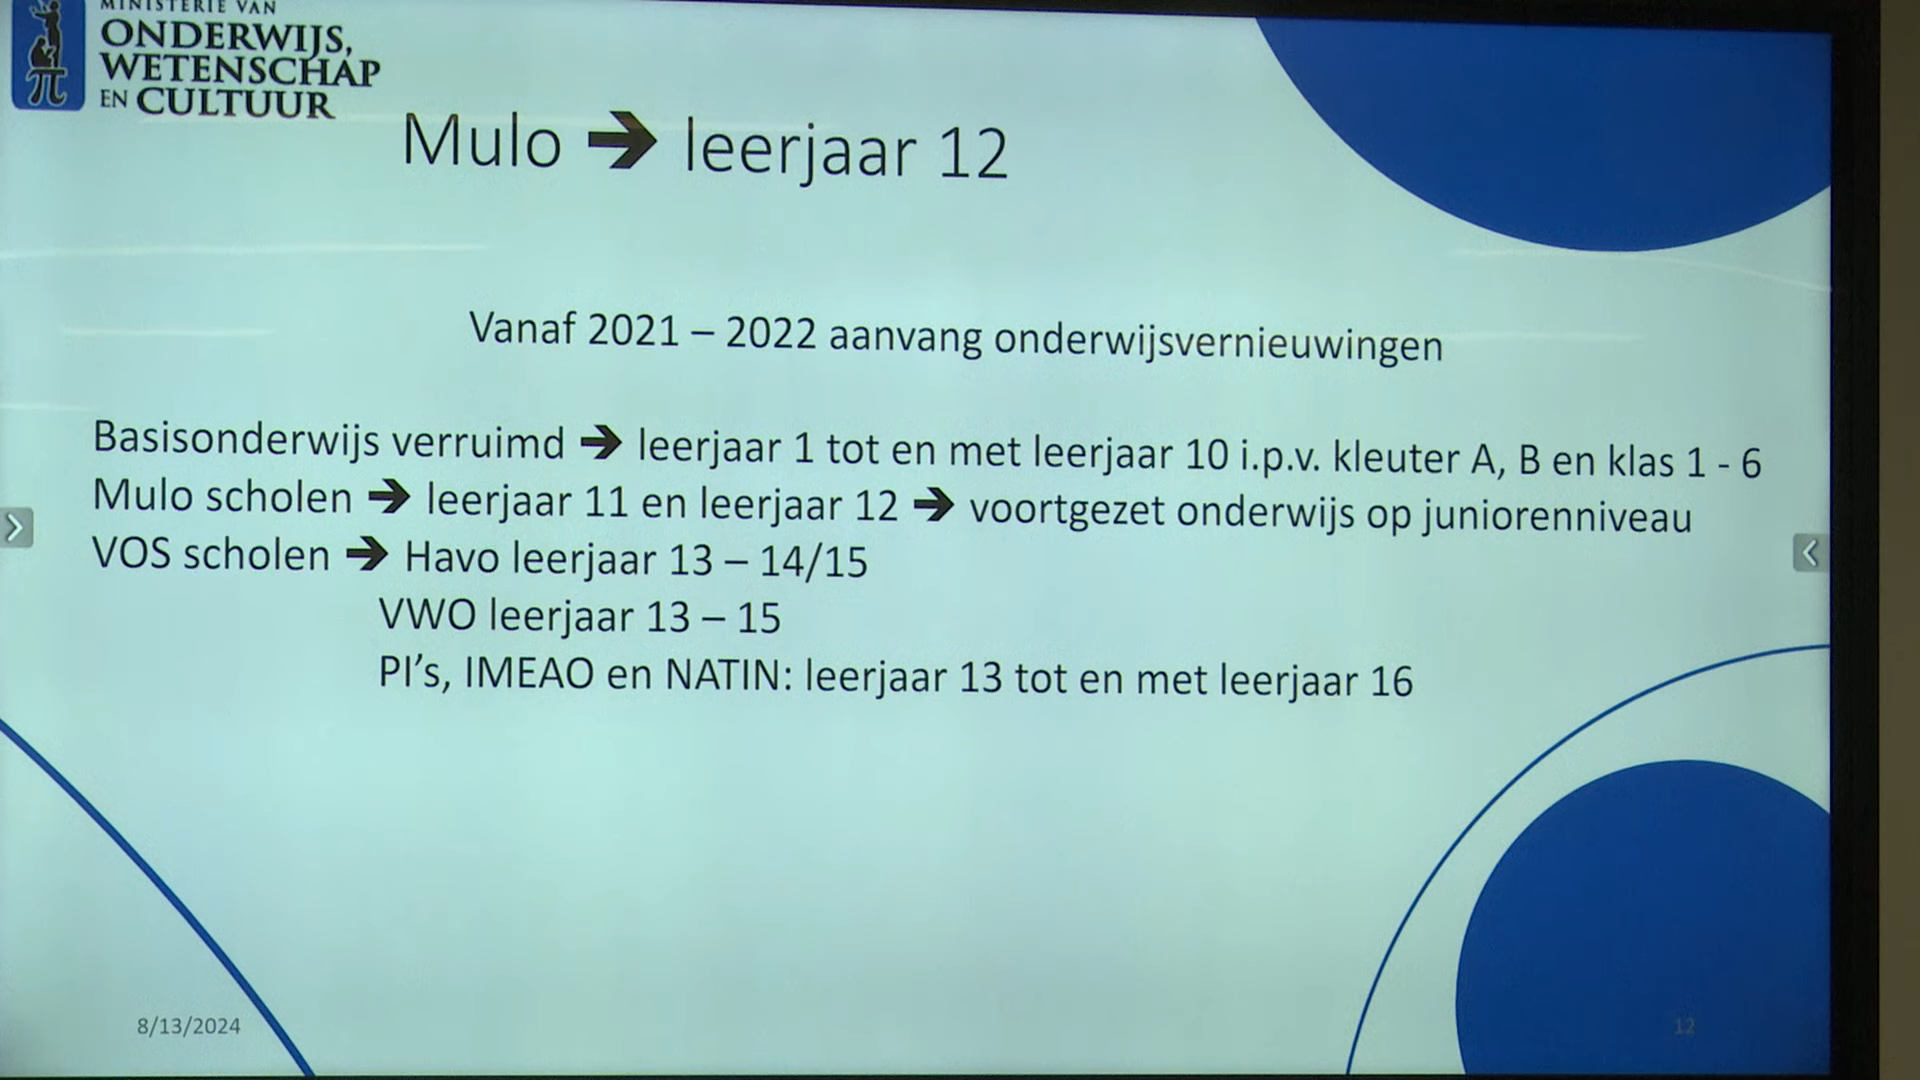 MINISTERIE VAN
ONDERWIJS,
WETENSCHAP
EN CULTUUR
Mulo ➔ leerjaar 12
Vanaf 2021 – 2022 aanvang onderwijsvernieuwingen
Basisonderwijs verruimd ➔ leerjaar 1 tot en met leerjaar 10 i.p.v. kleuter A, B en klas 1 - 6
Mulo scholen ➔ leerjaar 11 en leerjaar 12 ➔ voortgezet onderwijs op juniorenniveau
VOS scholen ➔ Havo leerjaar 13 – 14/15
VWO leerjaar 13 – 15
PI’s, IMEAO en NATIN: leerjaar 13 tot en met leerjaar 16
8/13/2024
12